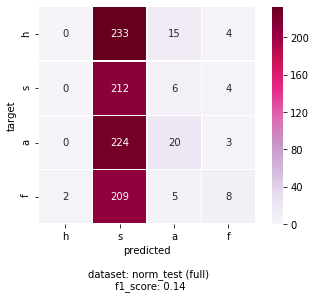 h 0 233 15 4
s 0 212 6 4
a 0 224 20 3
f 2 209 5 8
h s a f
target
predicted
200
160
120
80
40
0
dataset: norm_test (full)
f1_score: 0.14